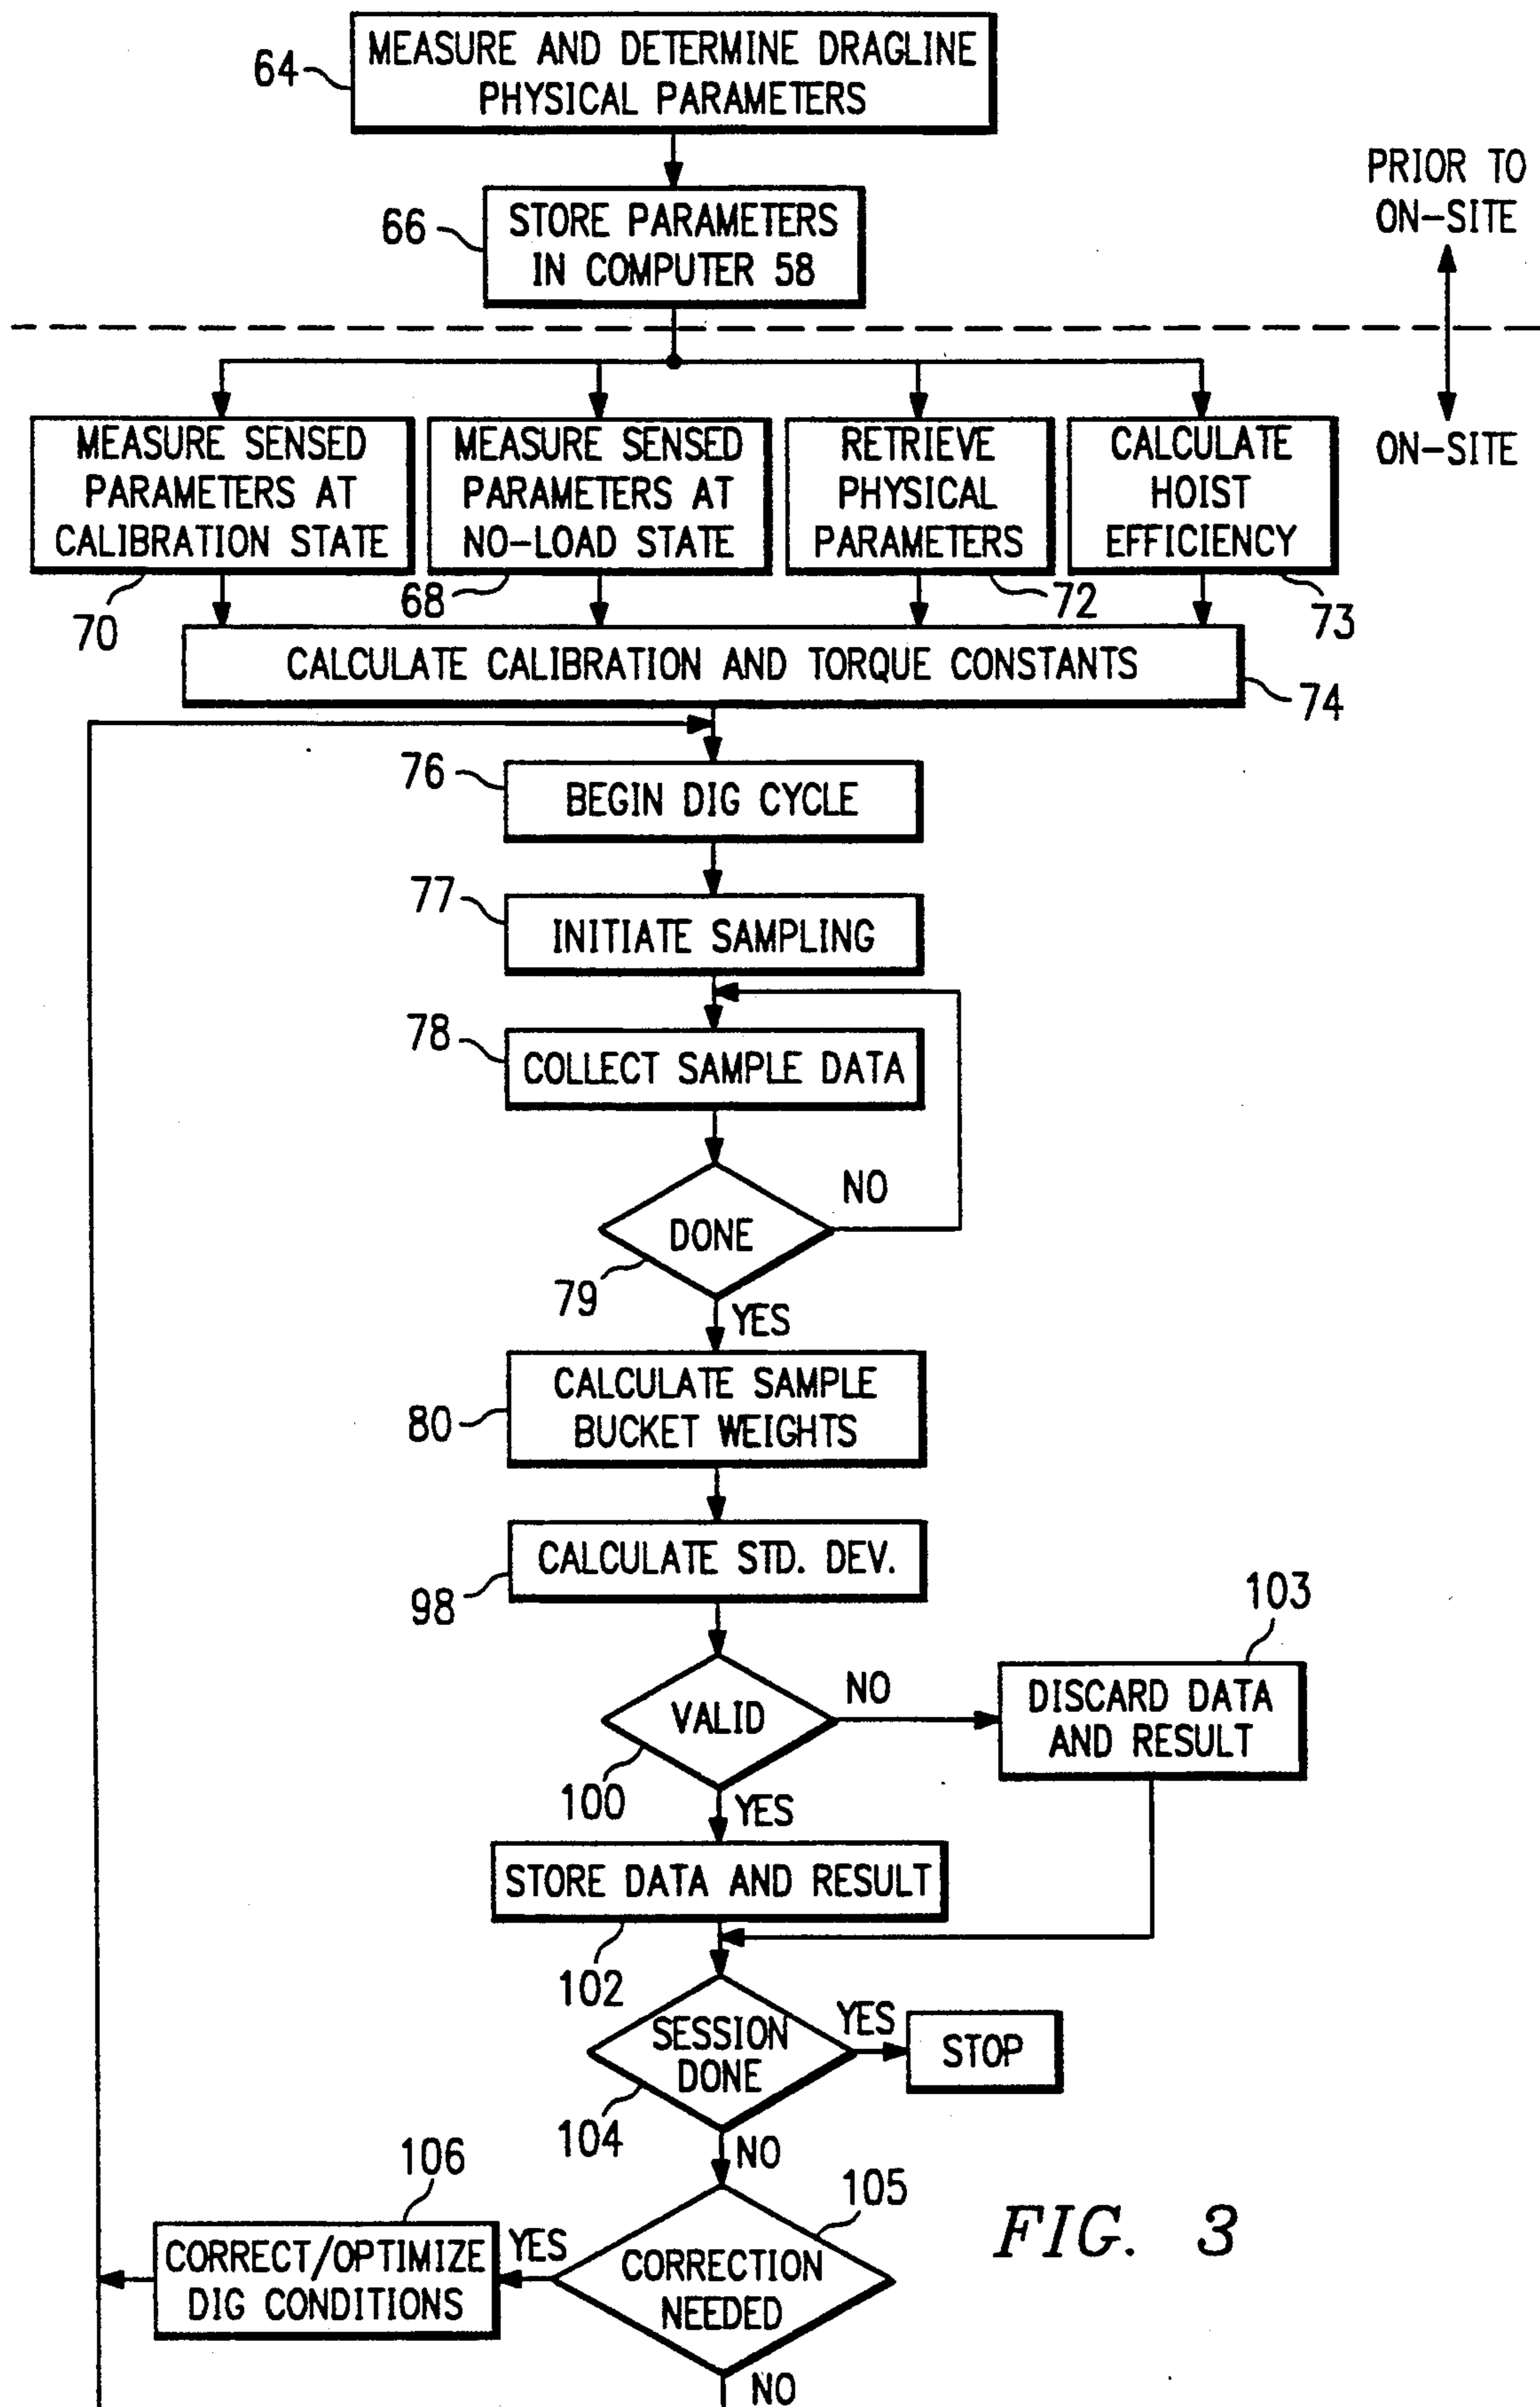 64
MEASURE AND DETERMINE DRAGLINE
PHYSICAL PARAMETERS
PRIOR TO
ON-SITE
66
STORE PARAMETERS
IN COMPUTER 58
ON-SITE
MEASURE SENSED
PARAMETERS AT
CALIBRATION STATE
70
MEASURE SENSED
PARAMETERS AT
NO-LOAD STATE
68
RETRIEVE
PHYSICAL
PARAMETERS
72
CALCULATE
HOIST
EFFICIENCY
73
CALCULATE CALIBRATION AND TORQUE CONSTANTS
74
76
BEGIN DIG CYCLE
77
INITIATE SAMPLING
78
COLLECT SAMPLE DATA
NO
DONE
79
YES
CALCULATE SAMPLE
BUCKET WEIGHTS
80
CALCULATE STD. DEV.
98
103
NO
VALID
DISCARD DATA
AND RESULT
100
YES
STORE DATA AND RESULT
102
SESSION
DONE
YES
STOP
104
NO
106
105
CORRECT/OPTIMIZE
DIG CONDITIONS
YES
CORRECTION
NEEDED
FIG. 3
NO